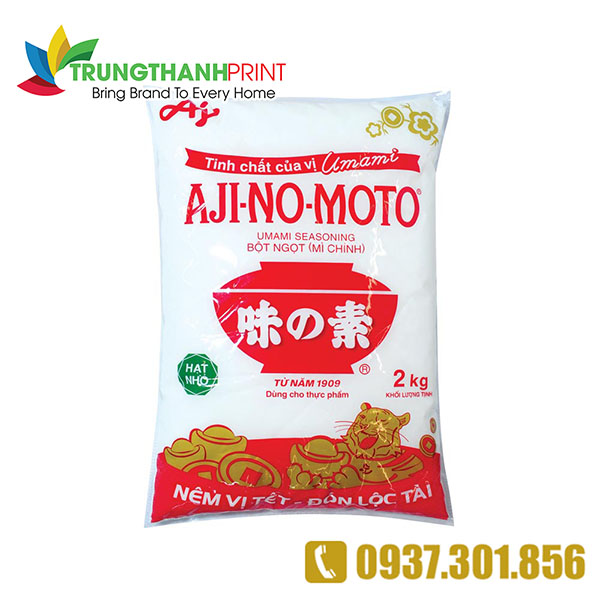 TRUNGTHANHPRINT
Bring Brand To Every Home
Aj
Tinh chất của vị umami
AJI-NO-MOTO®
UMAMI SEASONING
BỘT NGỌT (MÌ CHÍNH)
味の素
®
HẠT
NHỎ
TỪ NĂM 1909
Dùng cho thực phẩm
2 kg
KHỐI LƯỢNG TỊNH
NÊM VỊ TẾT - ĐÓN LỘC TÀI
0937.301.856